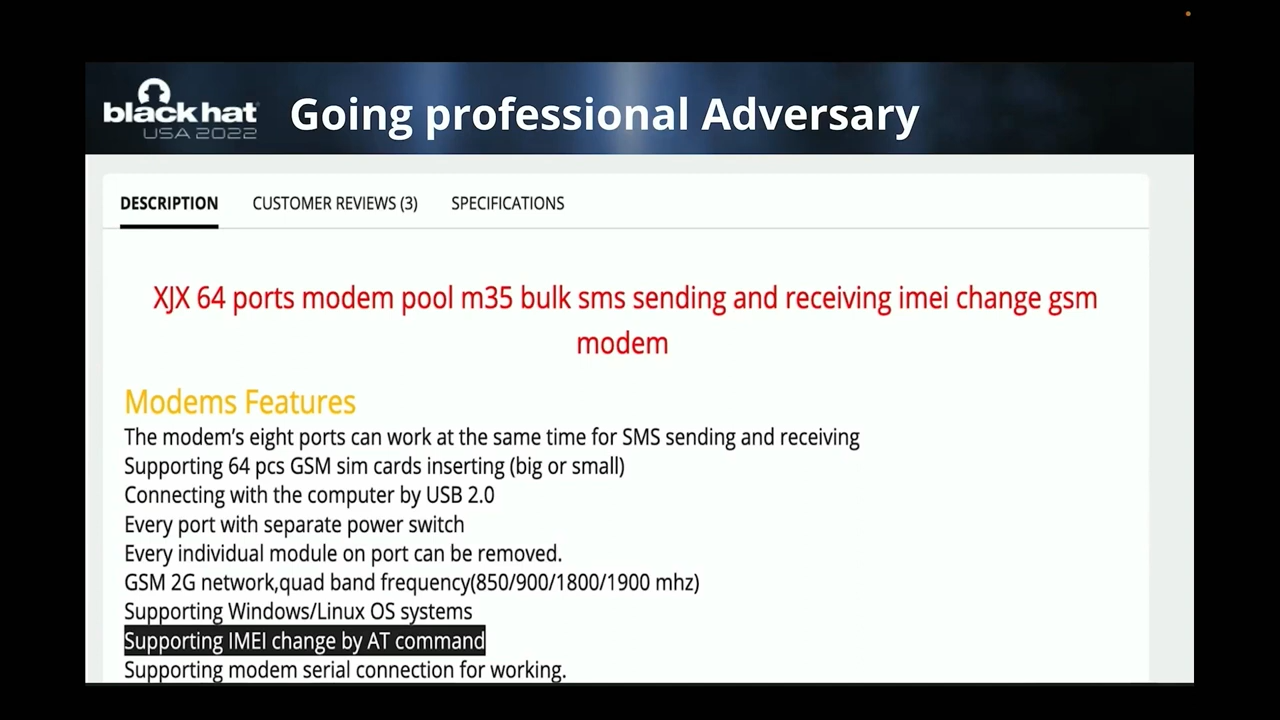 black hat
USA 2022
Going professional Adversary
DESCRIPTION CUSTOMER REVIEWS (3) SPECIFICATIONS
XJX 64 ports modem pool m35 bulk sms sending and receiving imei change gsm
modem
Modems Features
The modem’s eight ports can work at the same time for SMS sending and receiving
Supporting 64 pcs GSM sim cards inserting (big or small)
Connecting with the computer by USB 2.0
Every port with separate power switch
Every individual module on port can be removed.
GSM 2G network,quad band frequency(850/900/1800/1900 mhz)
Supporting Windows/Linux OS systems
Supporting IMEI change by AT command
Supporting modem serial connection for working.